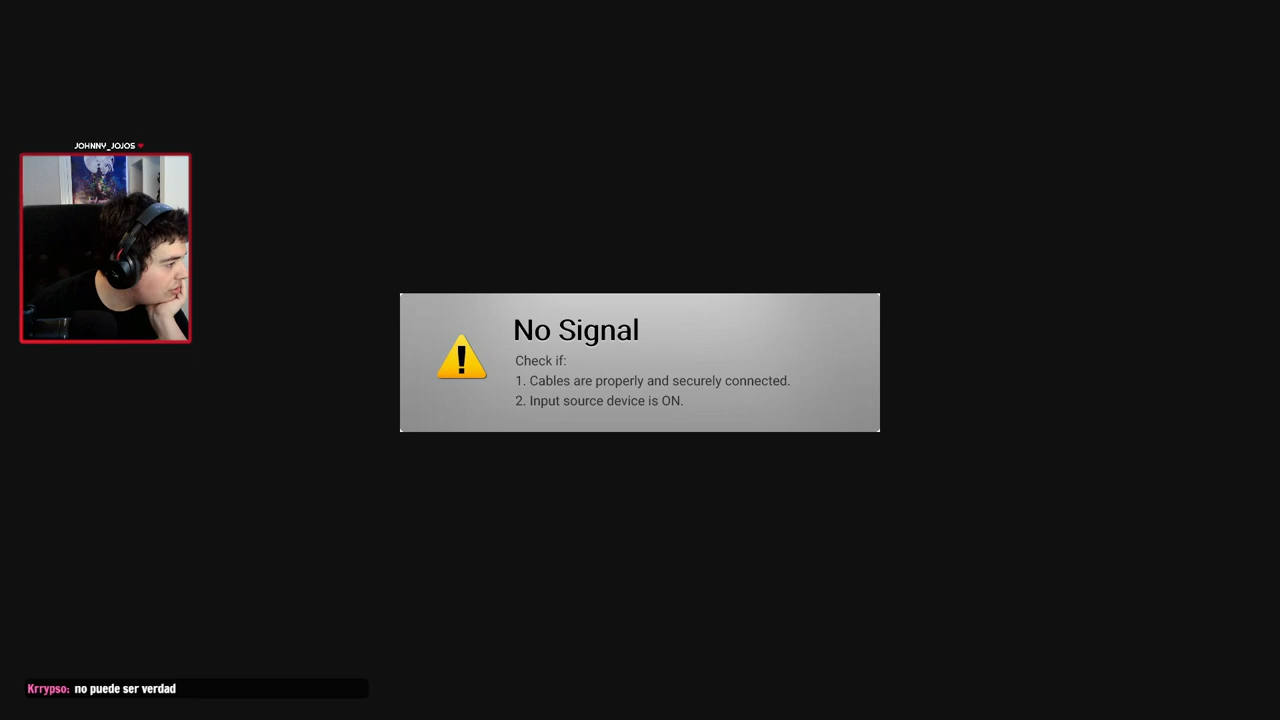 JOHNNY_JOJOS
No Signal
Check if:
1. Cables are properly and securely connected.
2. Input source device is ON.
Krrypso: no puede ser verdad